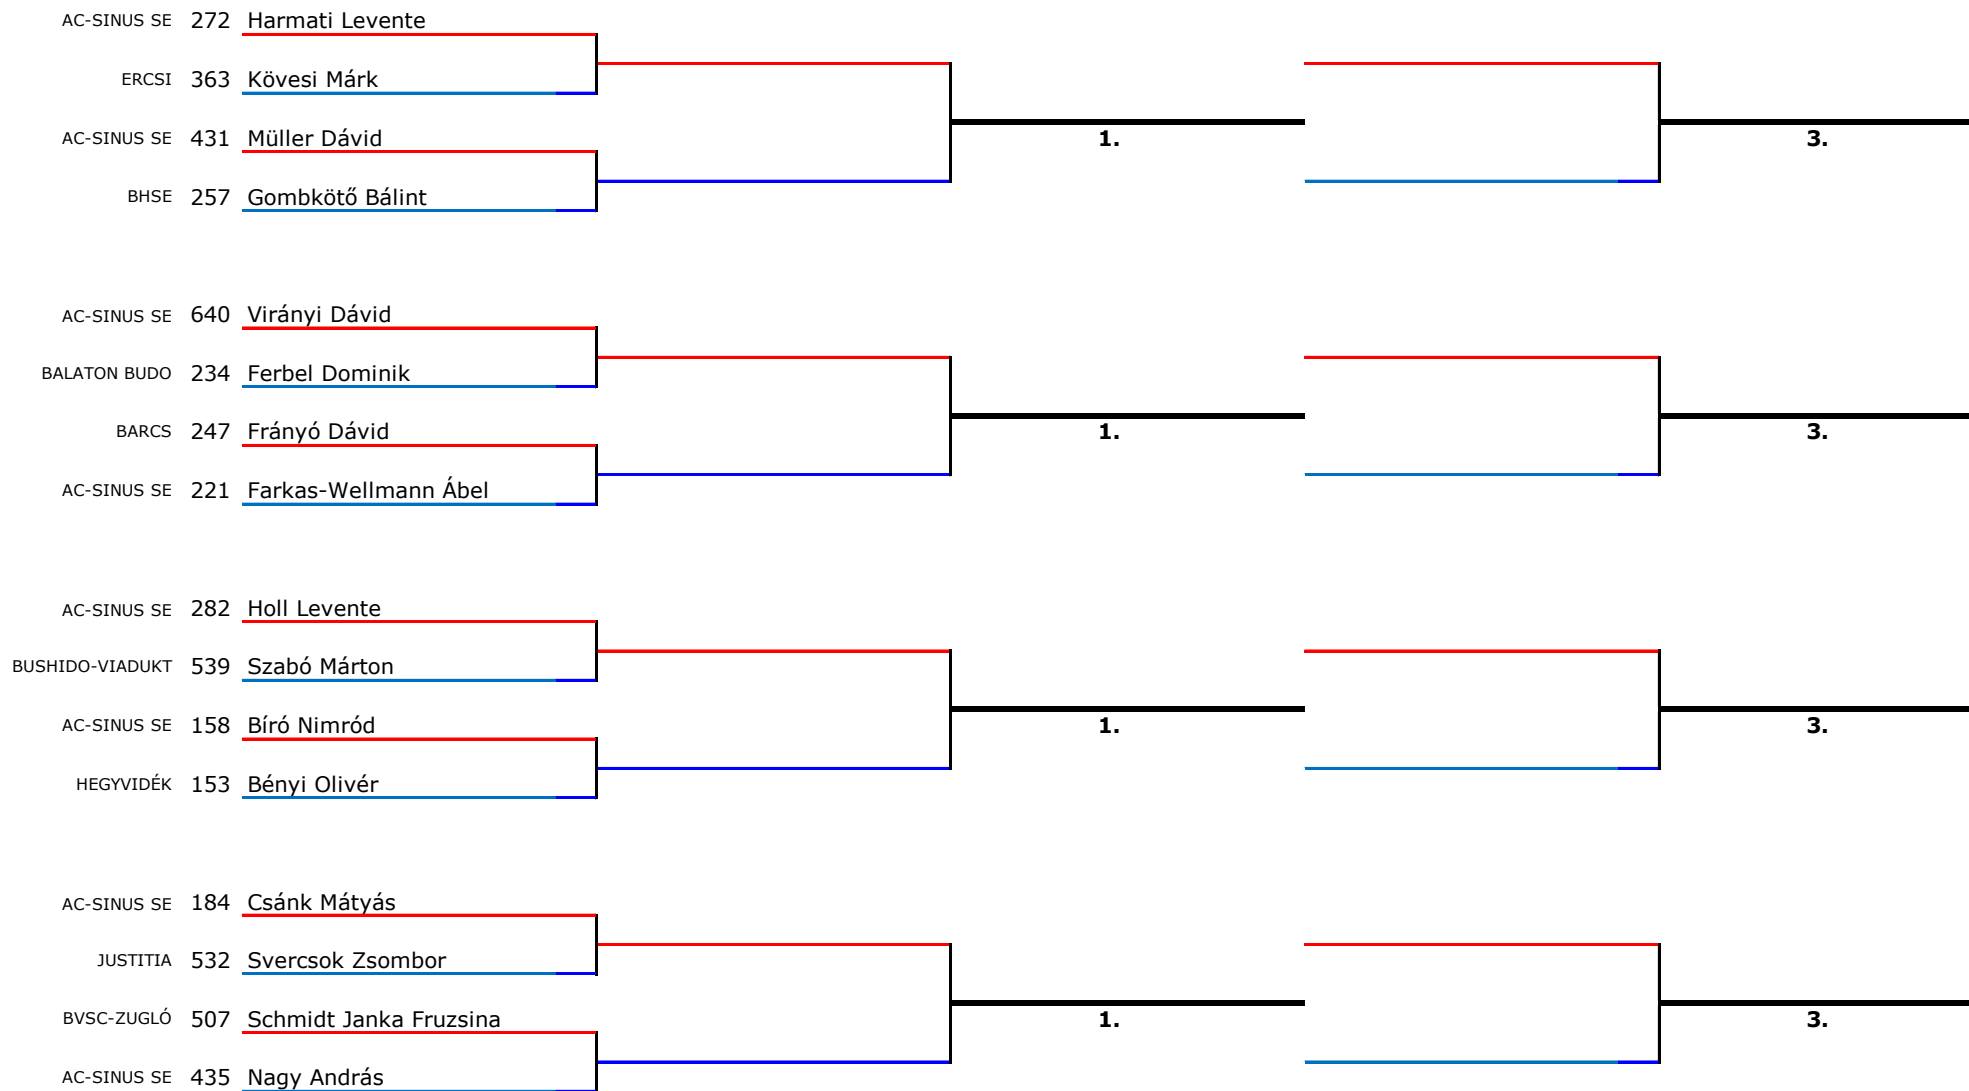 AC-SINUS SE 272 Harmati Levente
ERCSI 363 Kövesi Márk
1. 3.
AC-SINUS SE 431 Müller Dávid
BHSE 257 Gombkötő Bálint
AC-SINUS SE 640 Virányi Dávid
BALATON BUDO 234 Ferbel Dominik
BARCS 247 Frányó Dávid 1. 3.
AC-SINUS SE 221 Farkas-Wellmann Ábel
AC-SINUS SE 282 Holl Levente
BUSHIDO-VIADUKT 539 Szabó Márton
AC-SINUS SE 158 Bíró Nimród 1. 3.
HEGYVIDÉK 153 Bényi Olivér
AC-SINUS SE 184 Csánk Mátyás
JUSTITIA 532 Svercsok Zsombor
BVSC-ZUGLÓ 507 Schmidt Janka Fruzsina 1. 3.
AC-SINUS SE 435 Nagy András